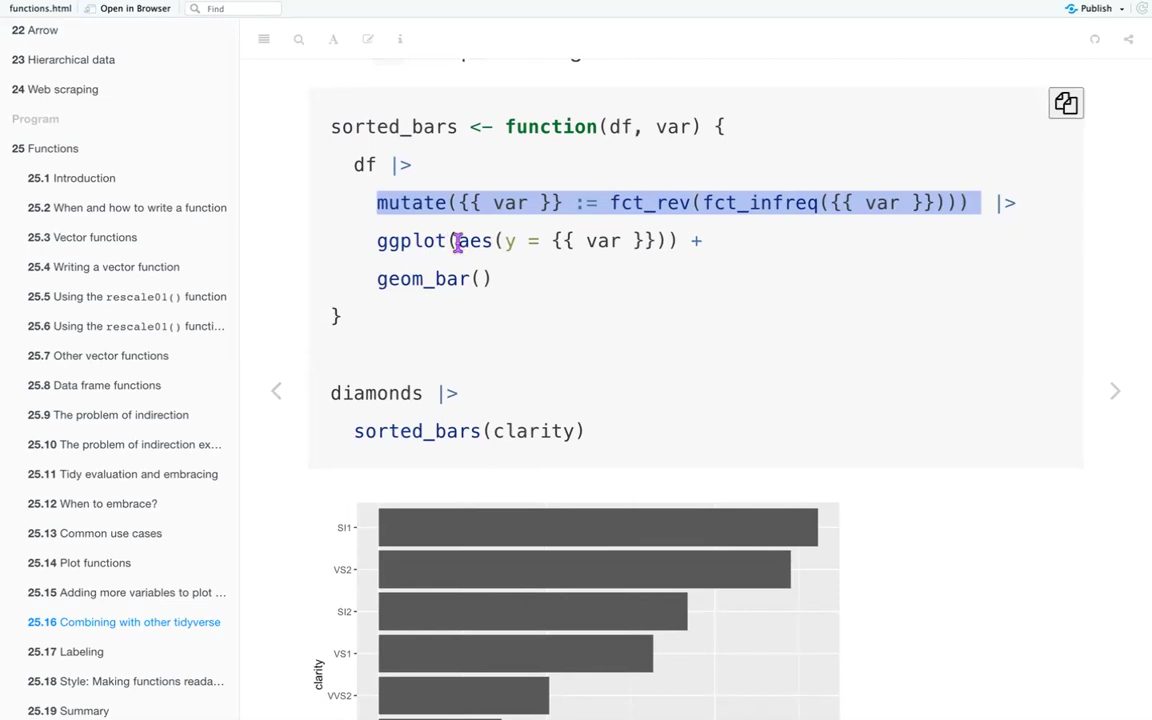 functions.html Open in Browser Find Publish
22 Arrow
23 Hierarchical data
24 Web scraping
Program
25 Functions
25.1 Introduction
25.2 When and how to write a function
25.3 Vector functions
25.4 Writing a vector function
25.5 Using the rescale01() function
25.6 Using the rescale01() functi...
25.7 Other vector functions
25.8 Data frame functions
25.9 The problem of indirection
25.10 The problem of indirection ex...
25.11 Tidy evaluation and embracing
25.12 When to embrace?
25.13 Common use cases
25.14 Plot functions
25.15 Adding more variables to plot ...
25.16 Combining with other tidyverse
25.17 Labeling
25.18 Style: Making functions reada...
25.19 Summary
sorted_bars <- function(df, var) {
df |>
mutate({{ var }} := fct_rev(fct_infreq({{ var }}))) |>
ggplot(aes(y = {{ var }})) +
geom_bar()
}
diamonds |>
sorted_bars(clarity)
SI1
VS2
SI2
VS1
VVS2
clarity